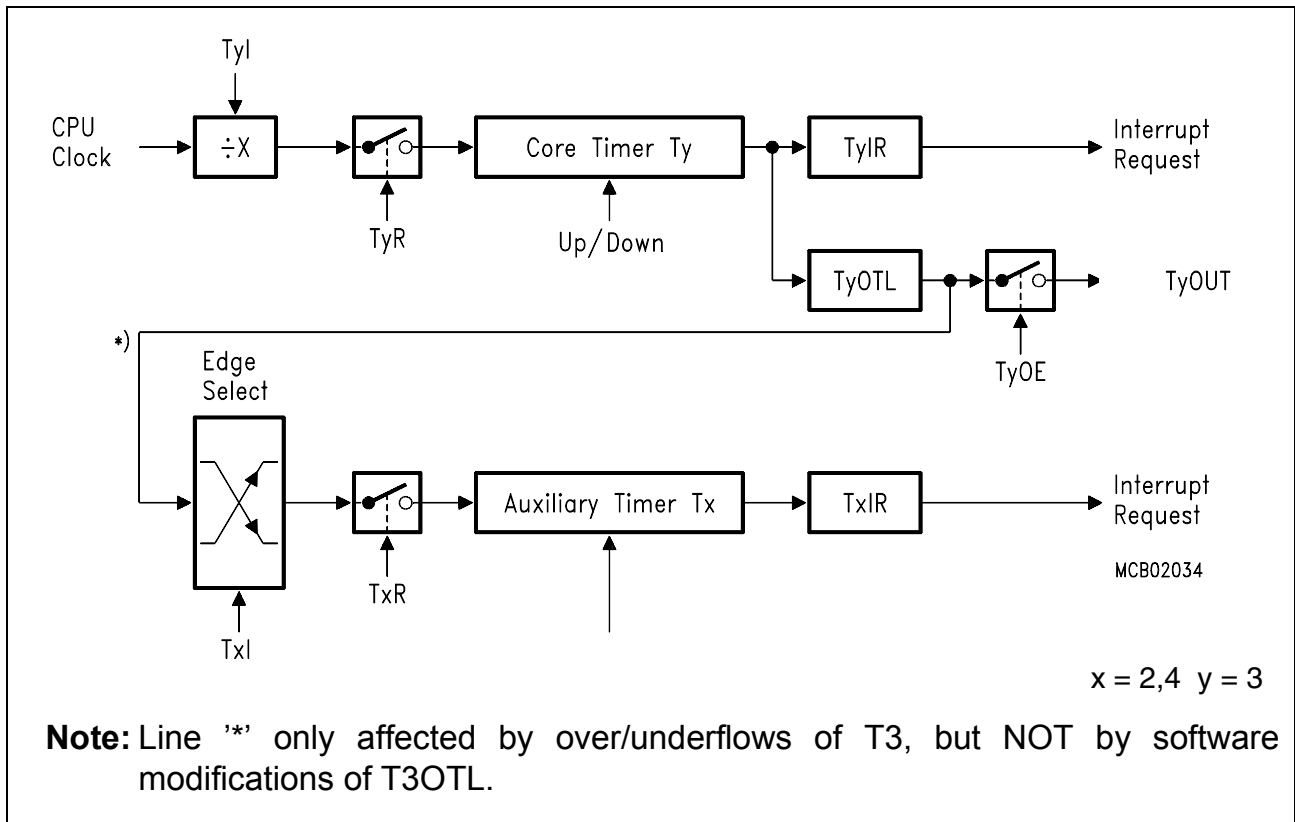 TyI
CPU
Clock
÷X
Core Timer Ty
TyIR
Interrupt
Request
TyR
Up/Down
TyOTL
TyOUT
*)
Edge
Select
TyOE
Auxiliary Timer Tx
TxIR
Interrupt
Request
TxR
MCB02034
TxI
x = 2,4 y = 3
Note: Line ’*’ only affected by over/underflows of T3, but NOT by software
modifications of T3OTL.